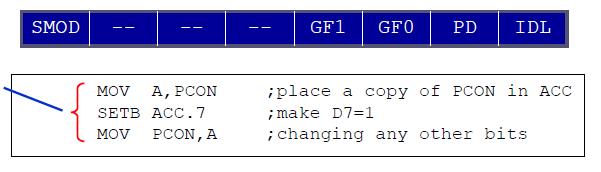 SMOD -- -- -- GF1 GF0 PD IDL
MOV A,PCON ;place a copy of PCON in ACC
SETB ACC.7 ;make D7=1
MOV PCON,A ;changing any other bits